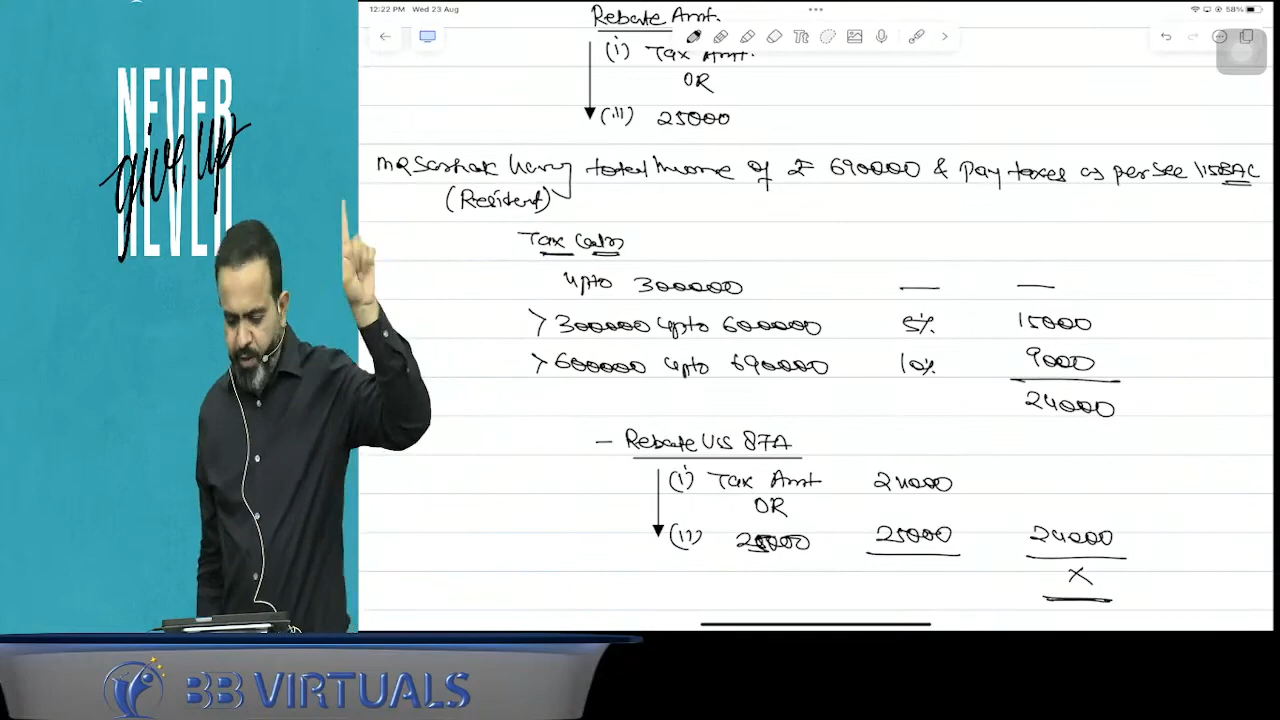 12:22 PM Wed 23 Aug
58%
Rebate Amt.
(i) Tax Amt.
OR
(ii) 25000
NEVER
give up
NEVER
Mr Sarthak having total Income of ₹ 690000 & Pay taxes as per Sec 115BAC
(Resident)
Tax Calc
upto 300000 — —
> 300000 upto 600000 5% 15000
> 600000 upto 690000 10% 9000
24000
- Rebate U/s 87A
(i) Tax Amt 24000
OR
(ii) 25000 25000 24000
X
BB VIRTUALS